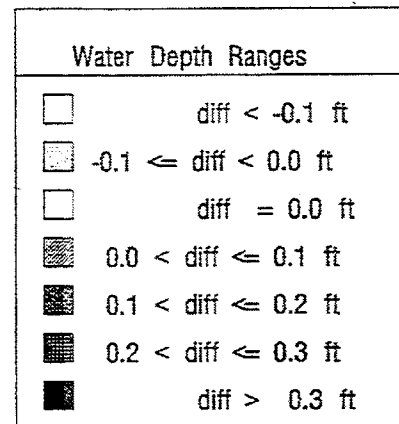 Water Depth Ranges
diff < -0.1 ft
-0.1 <= diff < 0.0 ft
diff = 0.0 ft
0.0 < diff <= 0.1 ft
0.1 < diff <= 0.2 ft
0.2 < diff <= 0.3 ft
diff > 0.3 ft